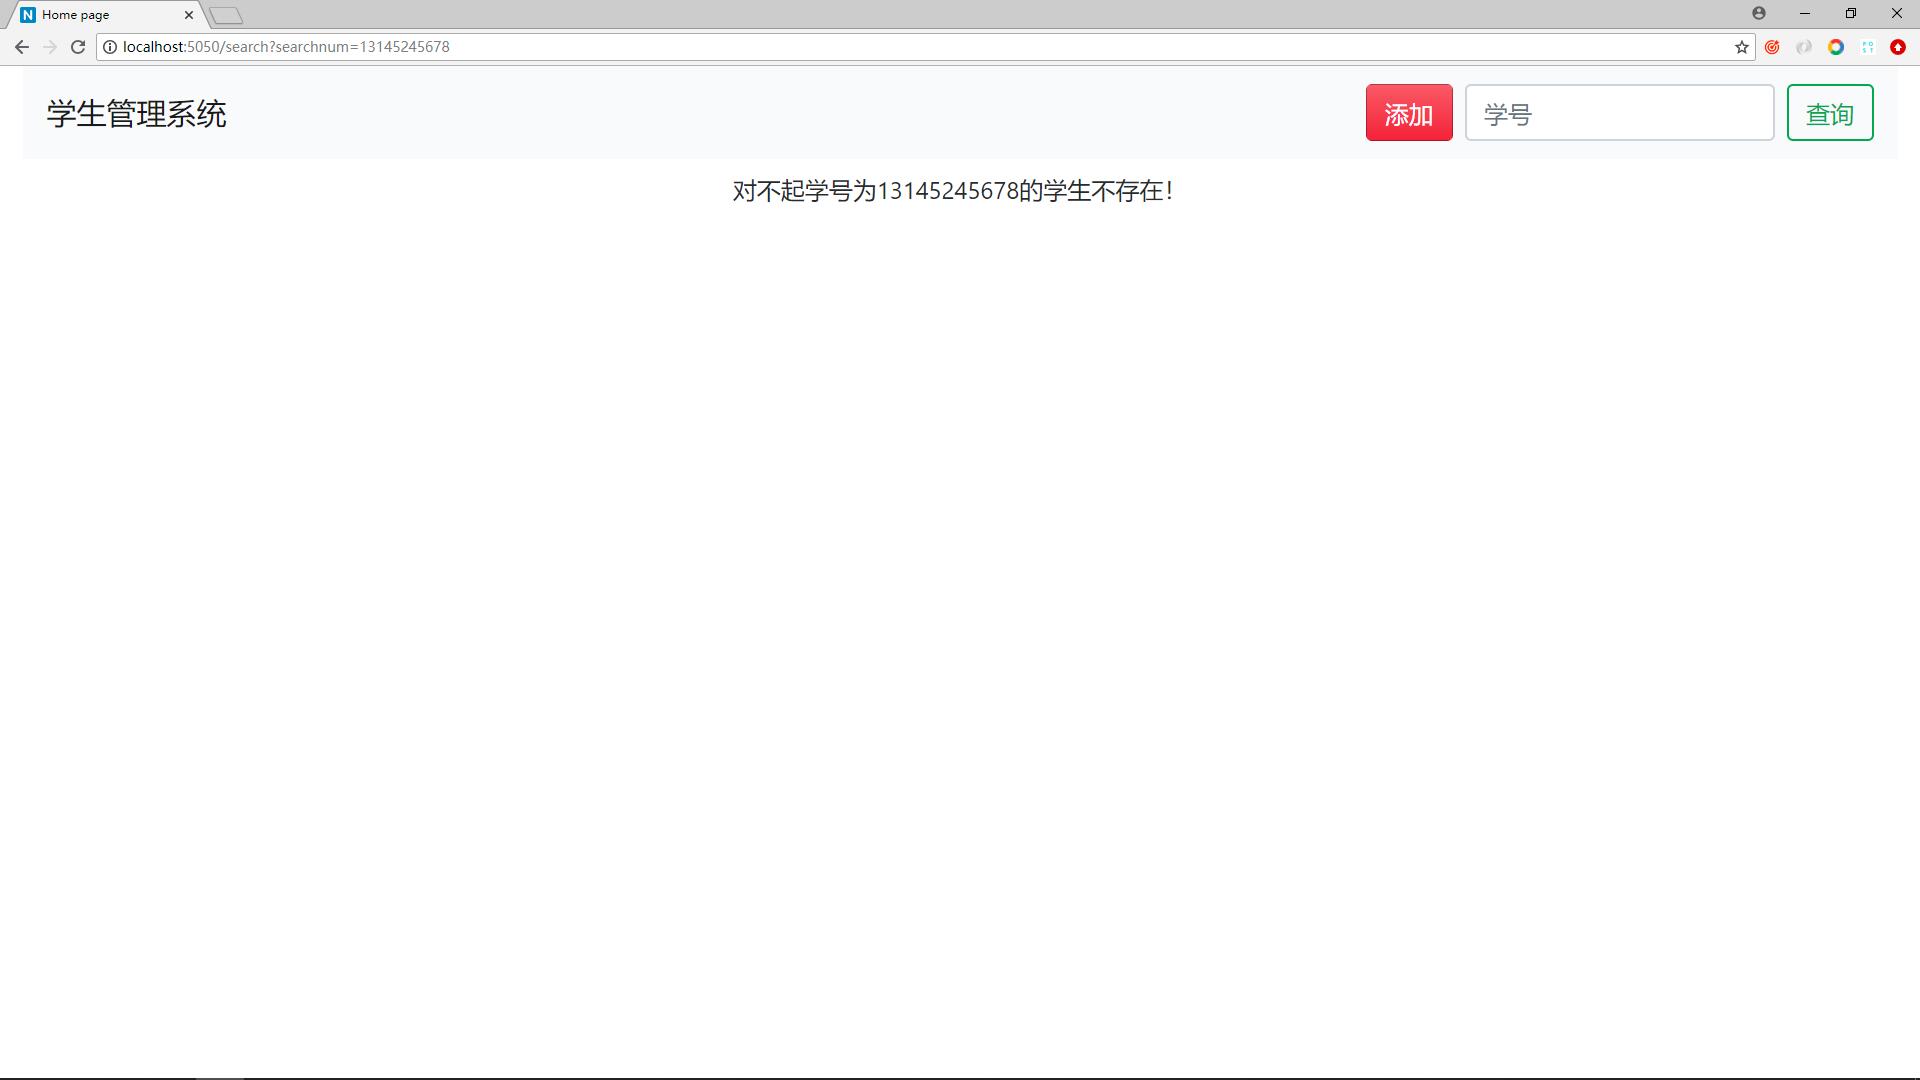 N Home page
localhost:5050/search?searchnum=13145245678
学生管理系统
添加
学号
查询
对不起学号为13145245678的学生不存在!